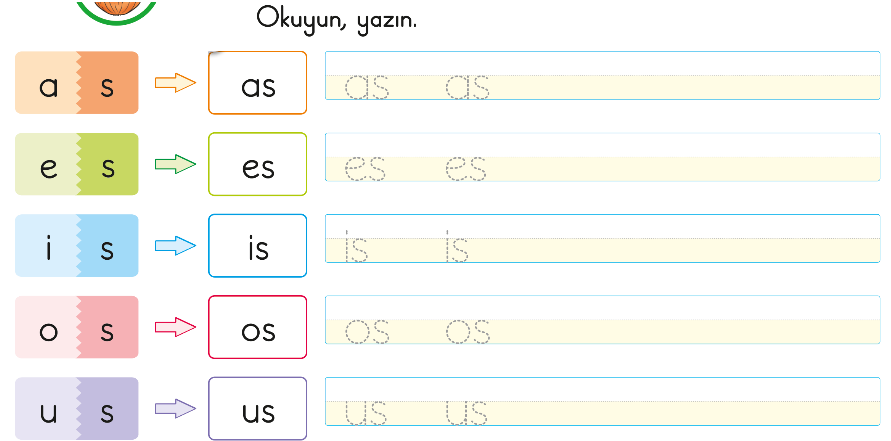 Okuyun, yazın.
a s as as as
e s es es es
i s is is is
o s os os os
u s us us us